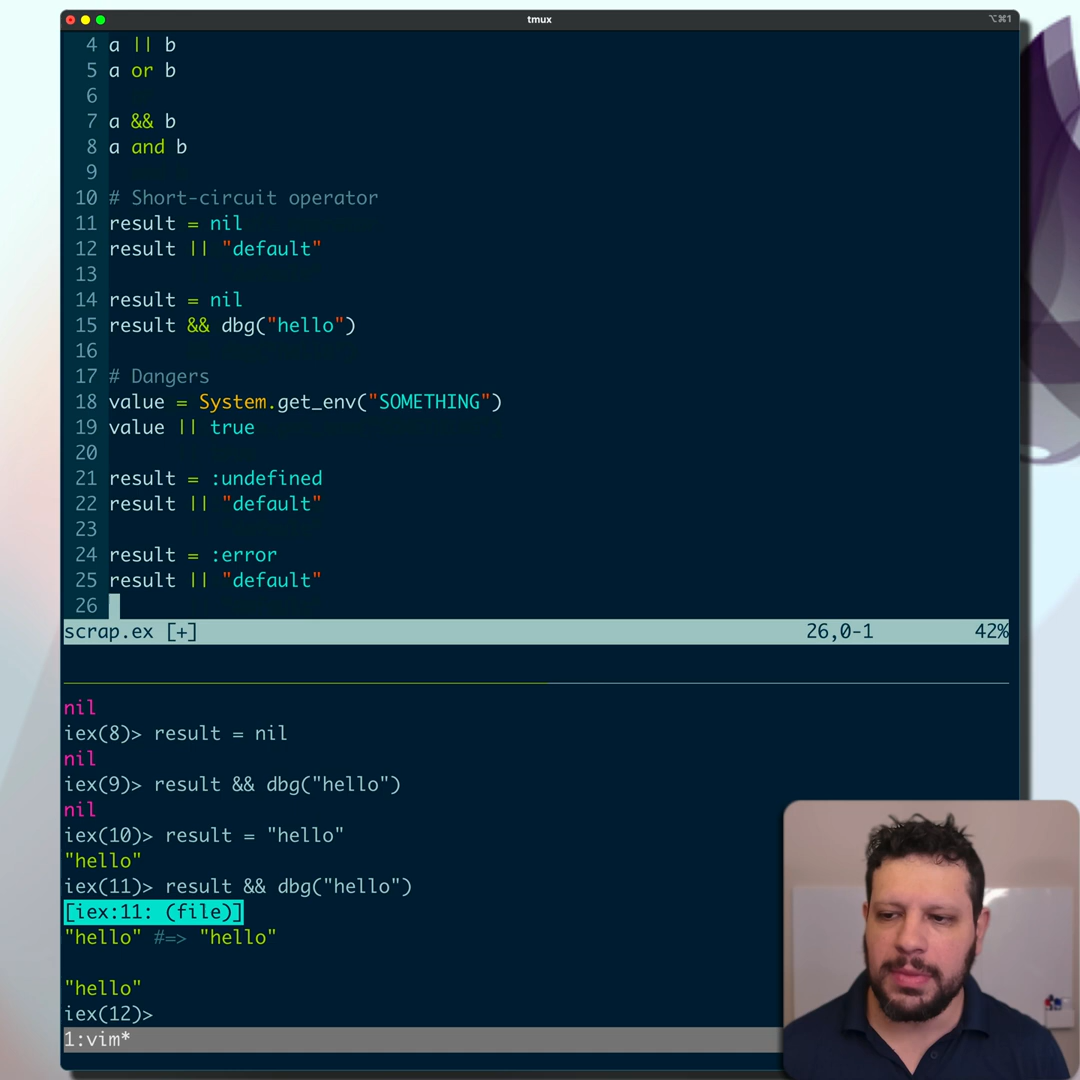 tmux
⌥⌘1
4 a || b
5 a or b
6
7 a && b
8 a and b
9
10 # Short-circuit operator
11 result = nil
12 result || "default"
13
14 result = nil
15 result && dbg("hello")
16
17 # Dangers
18 value = System.get_env("SOMETHING")
19 value || true
20
21 result = :undefined
22 result || "default"
23
24 result = :error
25 result || "default"
26
scrap.ex [+] 26,0-1 42%
nil
iex(8)> result = nil
nil
iex(9)> result && dbg("hello")
nil
iex(10)> result = "hello"
"hello"
iex(11)> result && dbg("hello")
[iex:11: (file)]
"hello" #=> "hello"
"hello"
iex(12)>
1:vim*